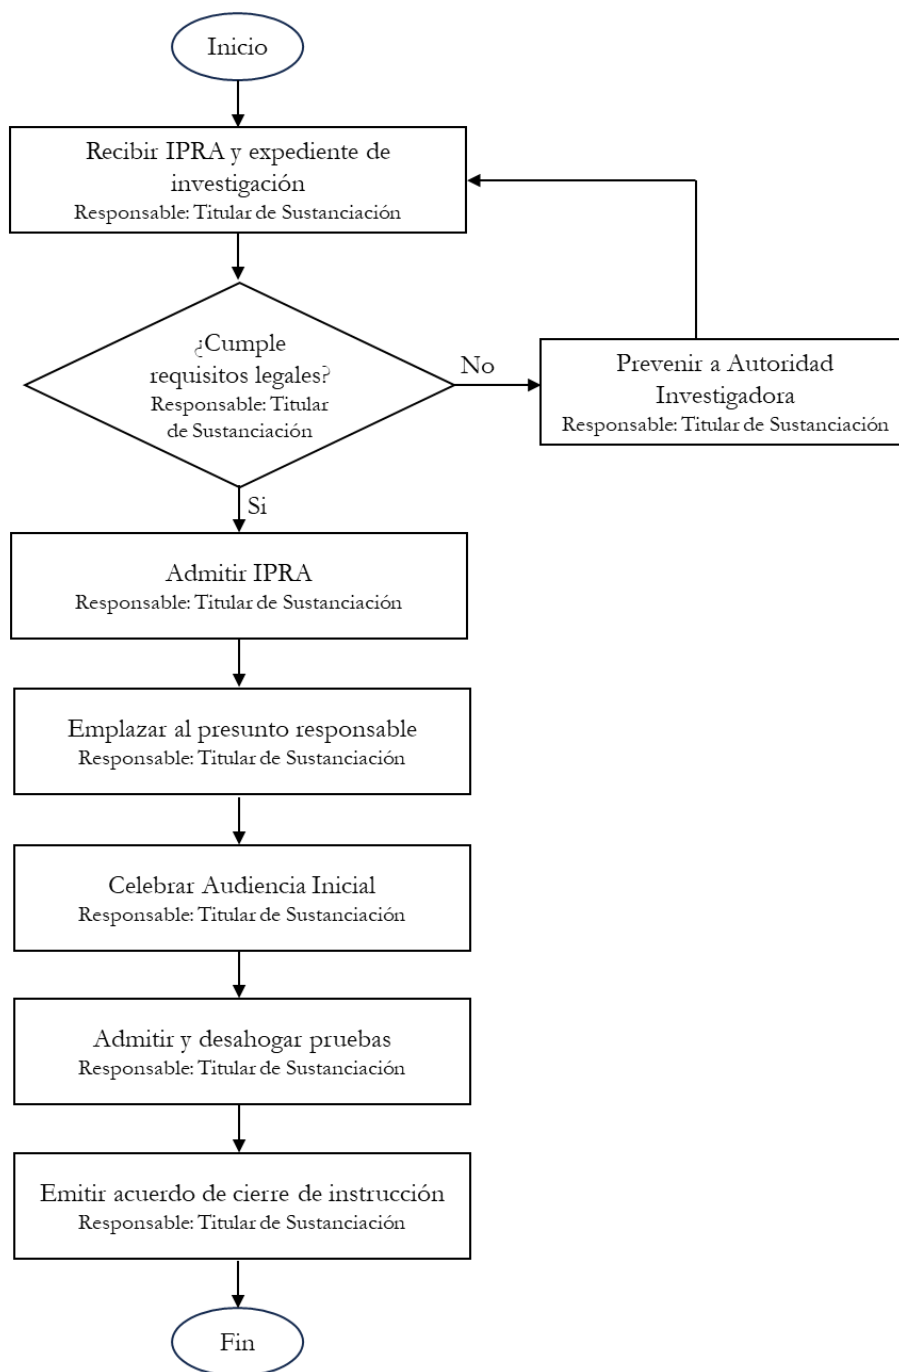 Inicio
Recibir IPRA y expediente de
investigación
Responsable: Titular de Sustanciación
¿Cumple
requisitos legales?
Responsable: Titular
de Sustanciación
No
Prevenir a Autoridad
Investigadora
Responsable: Titular de Sustanciación
Si
Admitir IPRA
Responsable: Titular de Sustanciación
Emplazar al presunto responsable
Responsable: Titular de Sustanciación
Celebrar Audiencia Inicial
Responsable: Titular de Sustanciación
Admitir y desahogar pruebas
Responsable: Titular de Sustanciación
Emitir acuerdo de cierre de instrucción
Responsable: Titular de Sustanciación
Fin